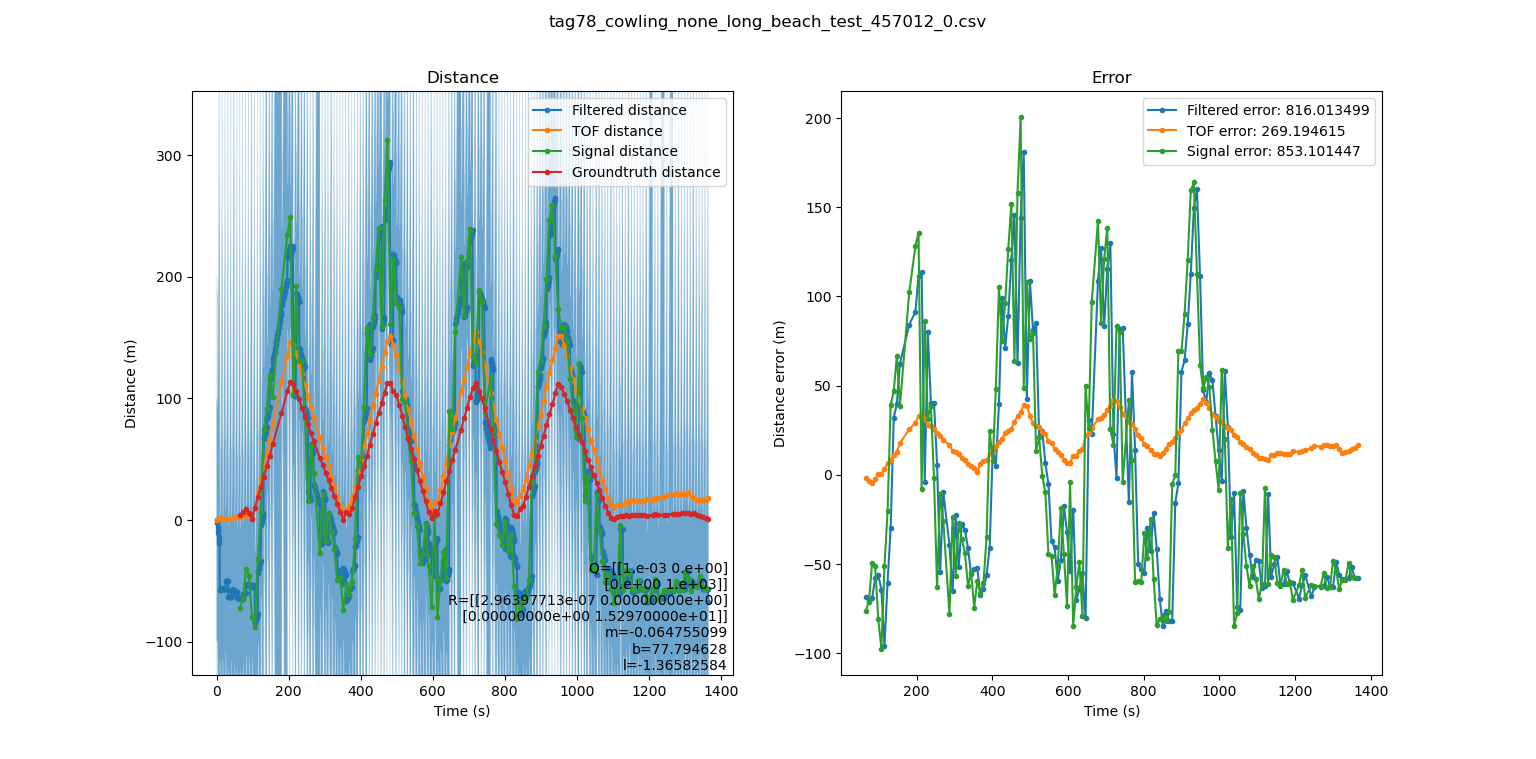 tag78_cowling_none_long_beach_test_457012_0.csv
Distance
Filtered distance
TOF distance
Signal distance
Groundtruth distance
Distance (m)
300
200
100
0
−100
Q=[[1.e-03 0.e+00]
[0.e+00 1.e+03]]
R=[[2.96397713e-07 0.00000000e+00]
[0.00000000e+00 1.52970000e+01]]
m=-0.064755099
b=77.794628
l=-1.36582584
0 200 400 600 800 1000 1200 1400
Time (s)
Error
Filtered error: 816.013499
TOF error: 269.194615
Signal error: 853.101447
Distance error (m)
200
150
100
50
0
−50
−100
200 400 600 800 1000 1200 1400
Time (s)